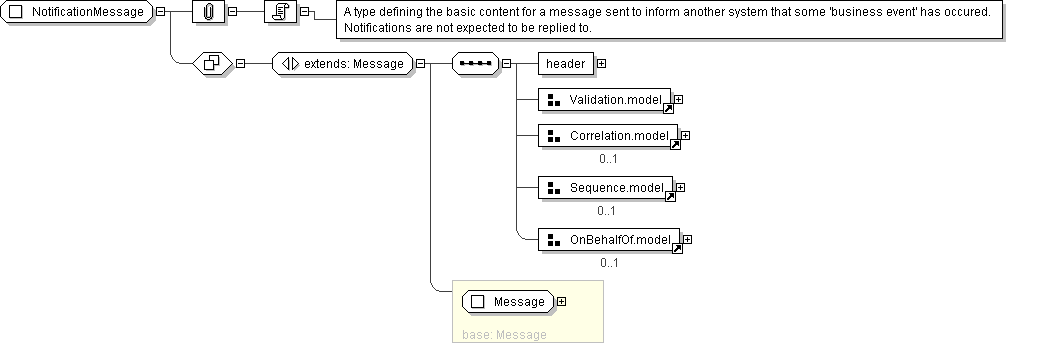 NotificationMessage
A type defining the basic content for a message sent to inform another system that some 'business event' has occured.
Notifications are not expected to be replied to.
extends: Message
header
Validation.model
Correlation.model
0..1
Sequence.model
0..1
OnBehalfOf.model
0..1
Message
base: Message